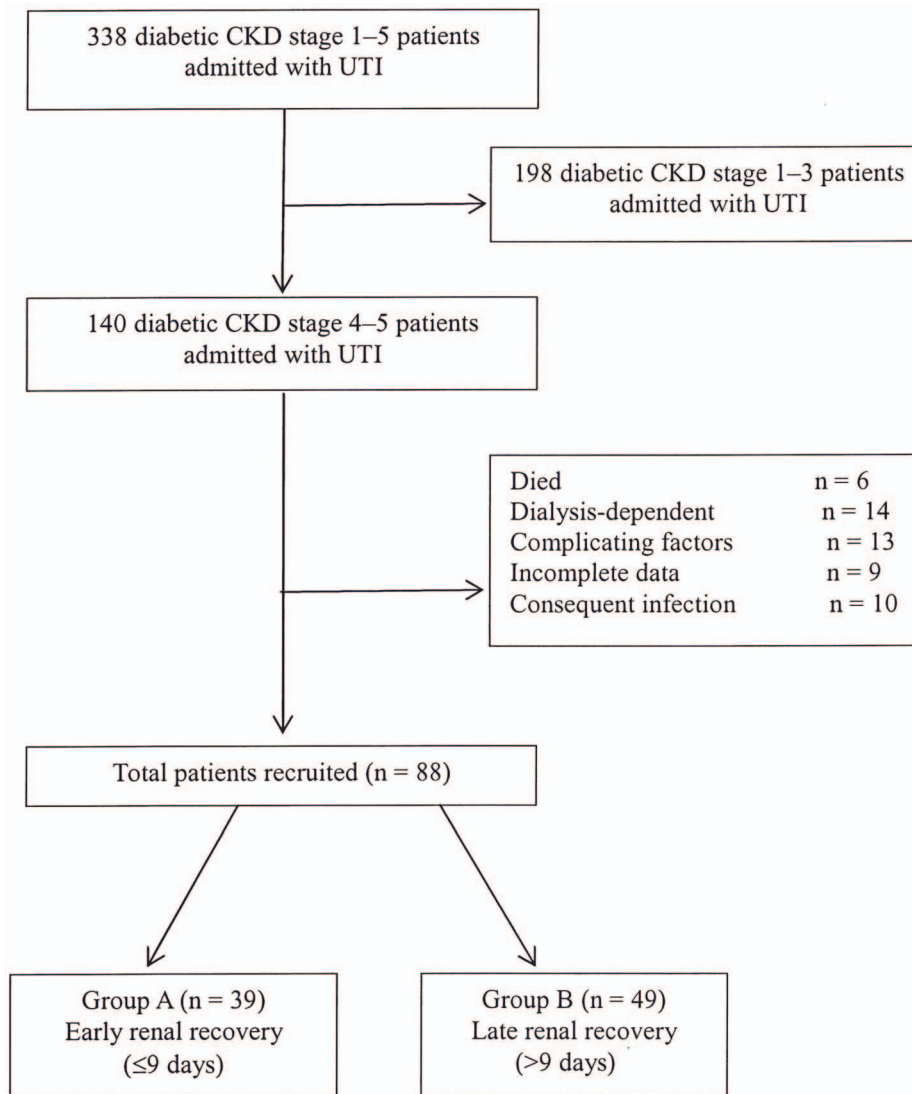 338 diabetic CKD stage 1–5 patients
admitted with UTI
198 diabetic CKD stage 1–3 patients
admitted with UTI
140 diabetic CKD stage 4–5 patients
admitted with UTI
Died n = 6
Dialysis-dependent n = 14
Complicating factors n = 13
Incomplete data n = 9
Consequent infection n = 10
Total patients recruited (n = 88)
Group A (n = 39)
Early renal recovery
(≤9 days)
Group B (n = 49)
Late renal recovery
(>9 days)